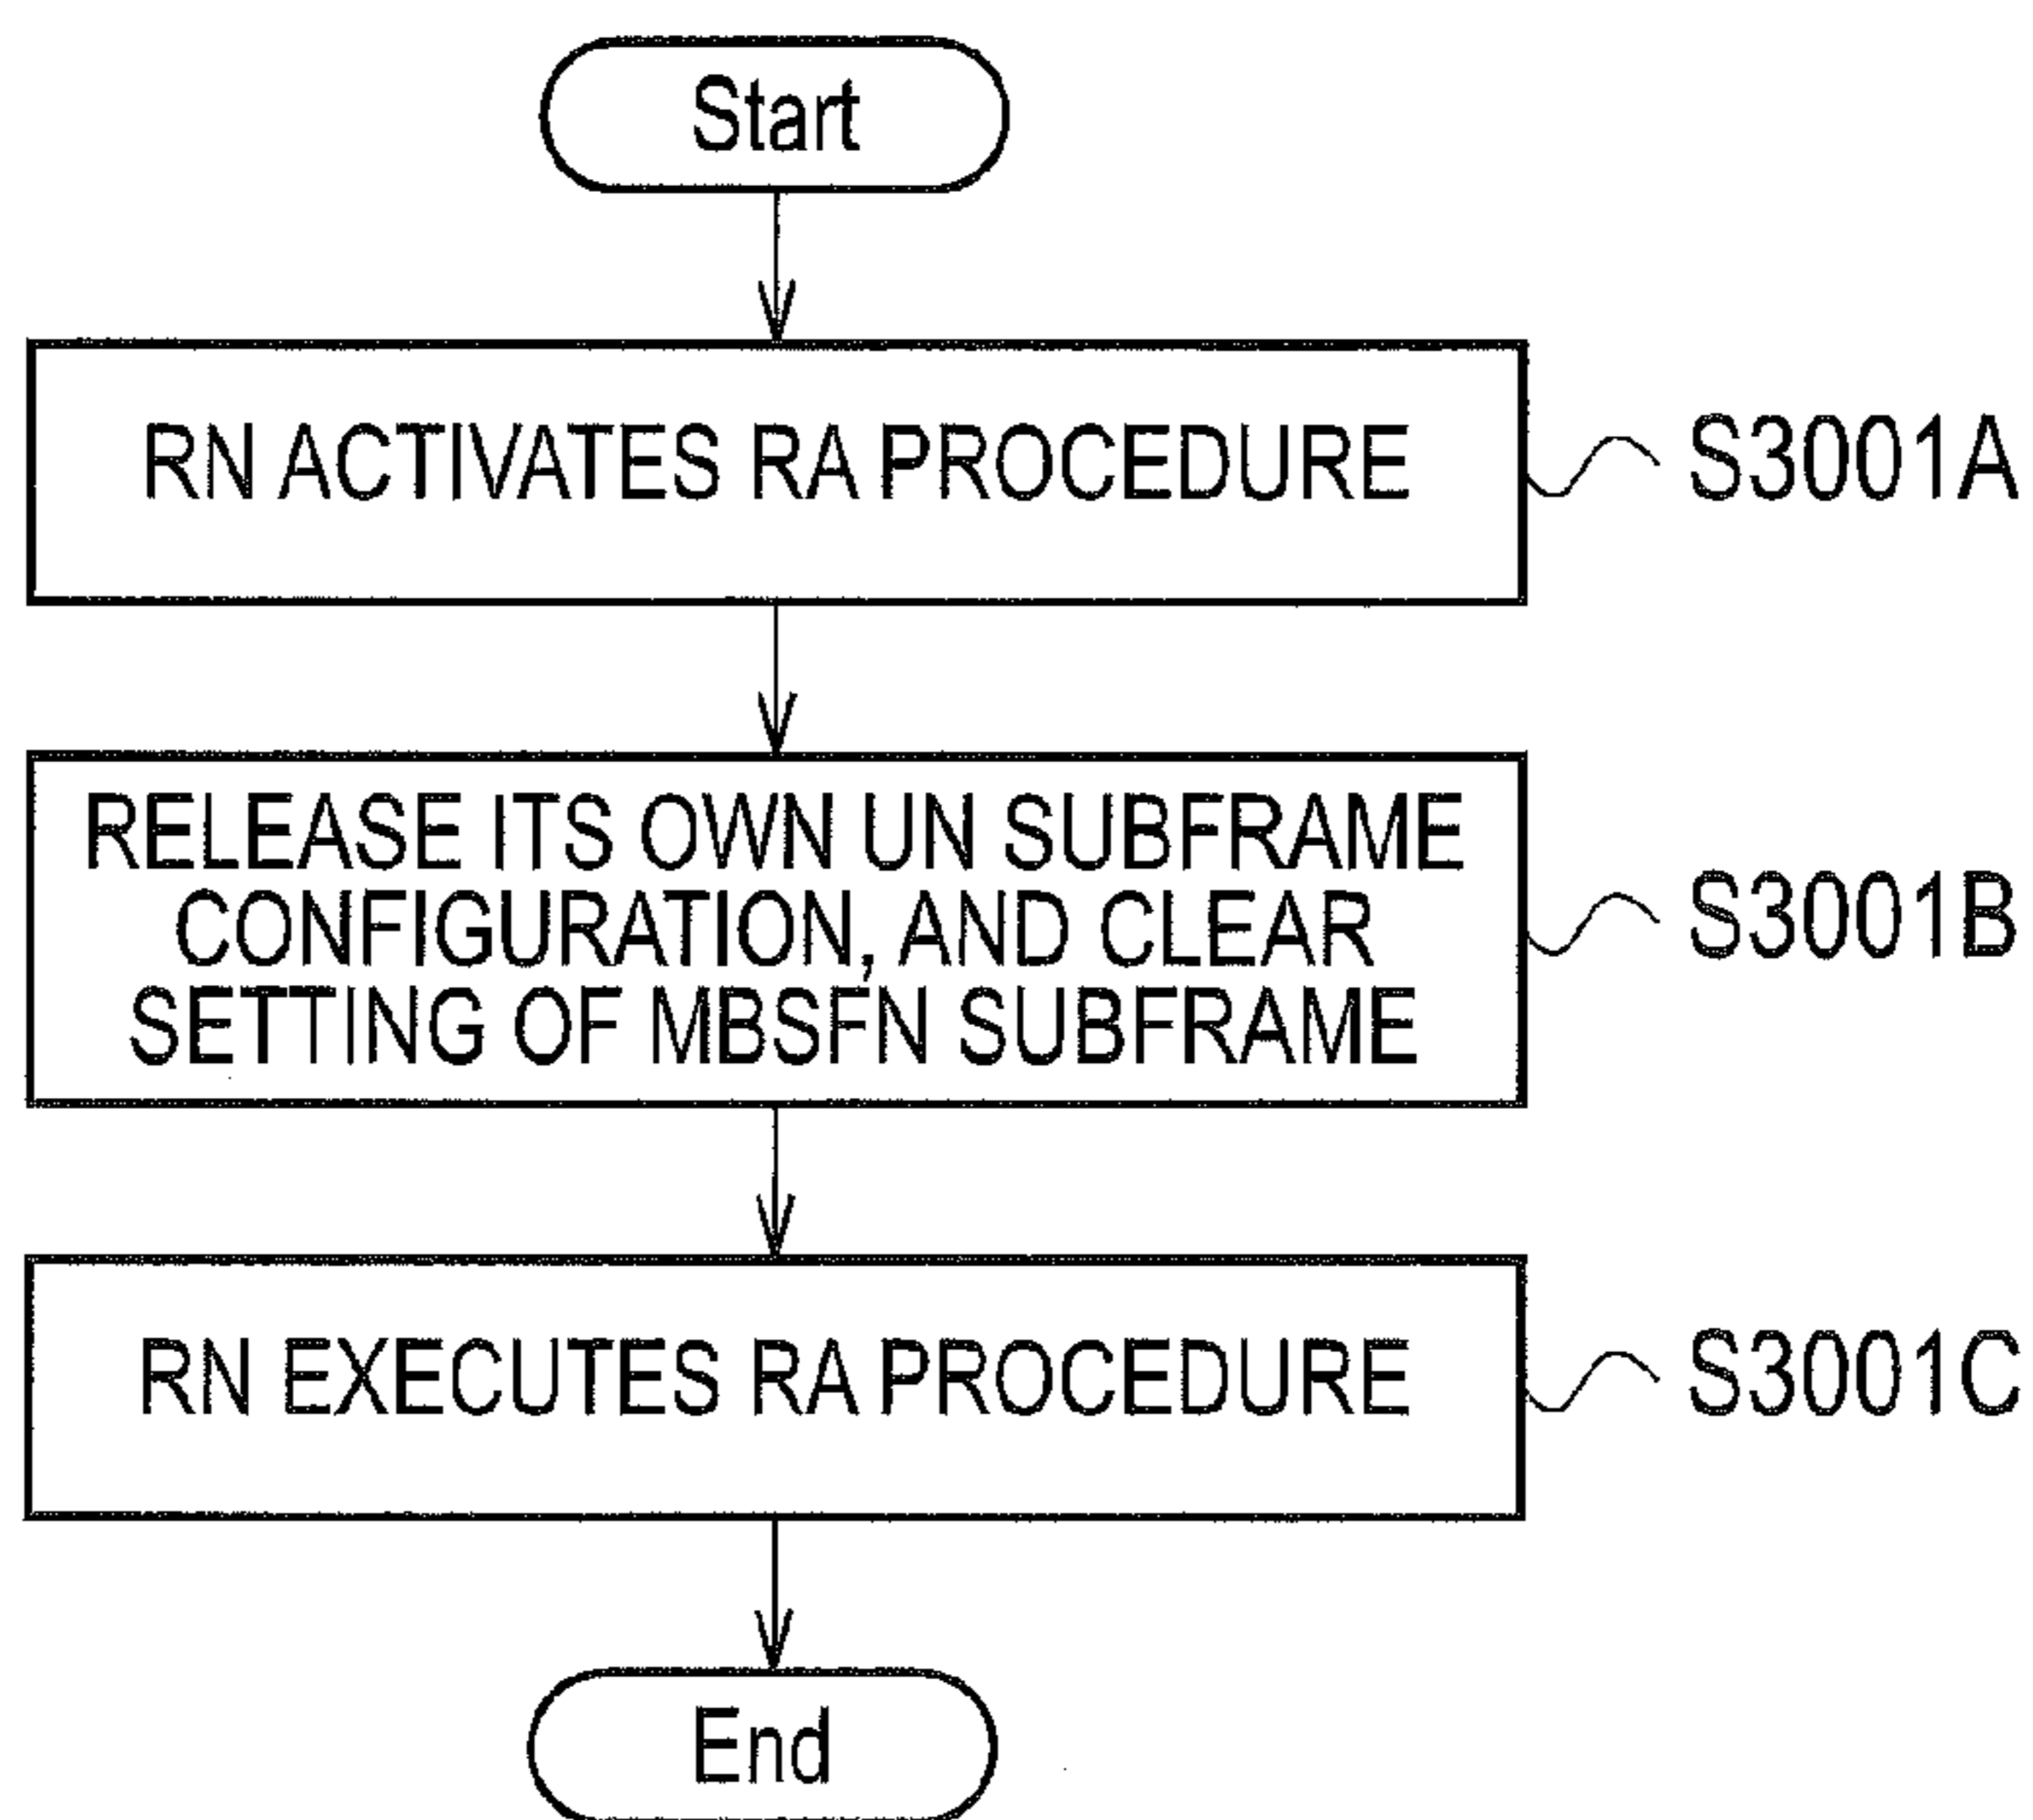 Start
RN ACTIVATES RA PROCEDURE
S3001A
RELEASE ITS OWN UN SUBFRAME
CONFIGURATION, AND CLEAR
SETTING OF MBSFN SUBFRAME
S3001B
RN EXECUTES RA PROCEDURE
S3001C
End